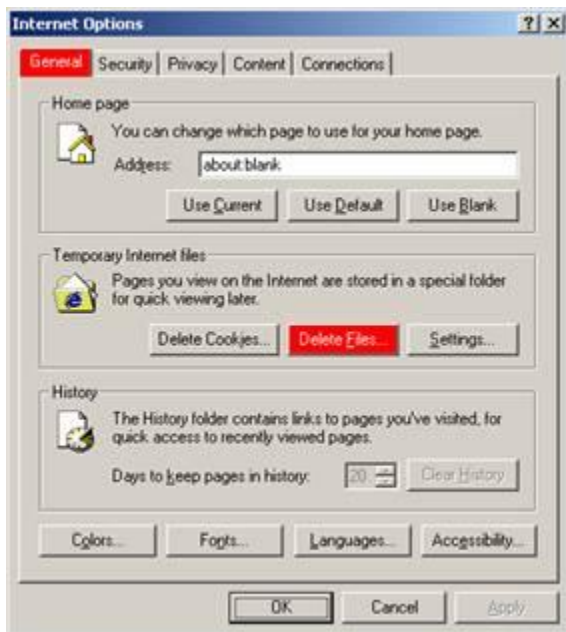 Internet Options
General Security Privacy Content Connections
Home page
You can change which page to use for your home page.
Address: about:blank
Use Current Use Default Use Blank
Temporary Internet files
Pages you view on the Internet are stored in a special folder
for quick viewing later.
Delete Cookies... Delete Files... Settings...
History
The History folder contains links to pages you've visited, for
quick access to recently viewed pages.
Days to keep pages in history: 20 Clear History
Colors... Fonts... Languages... Accessibility...
OK Cancel Apply